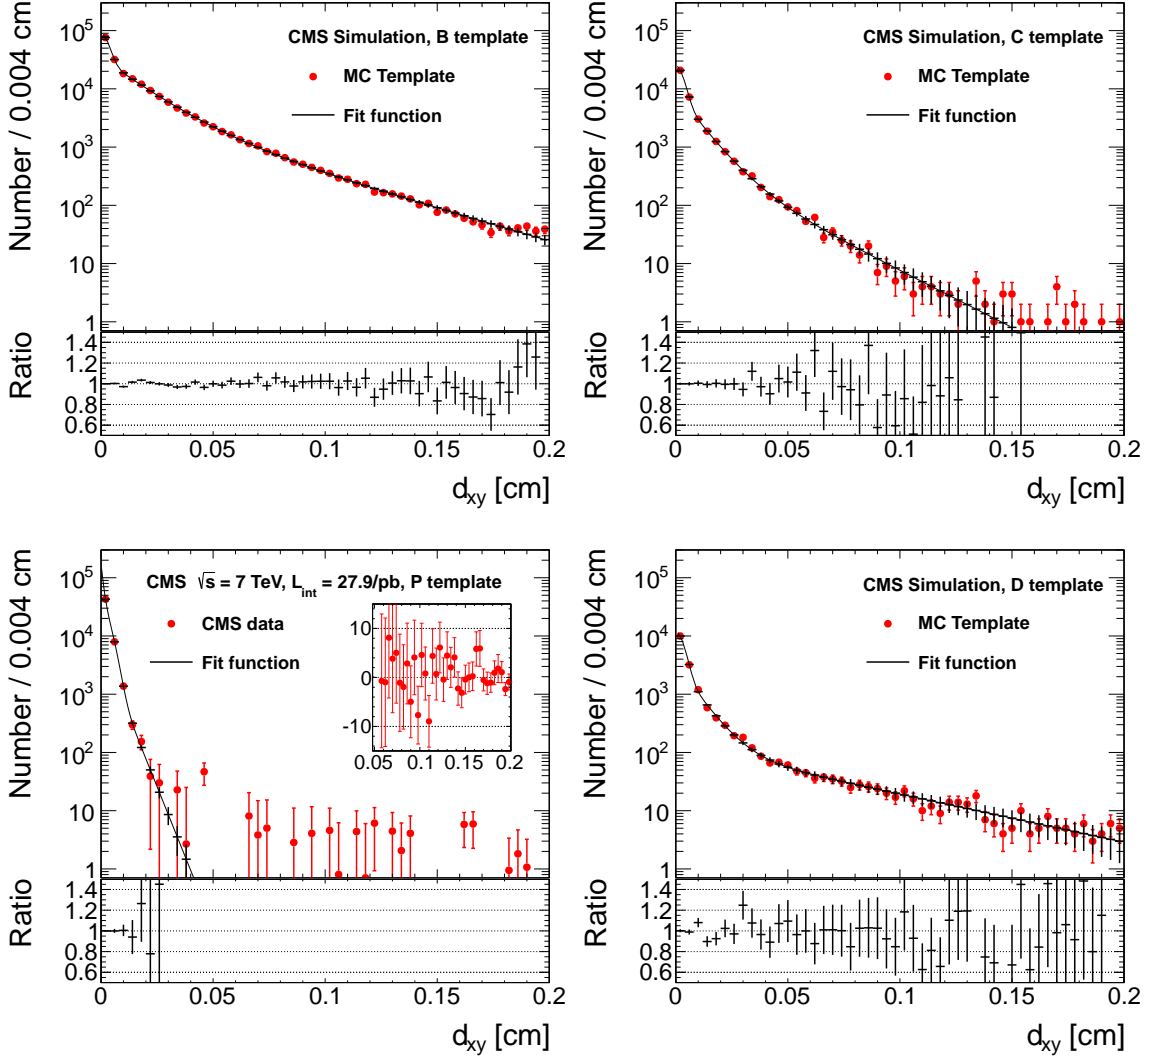 CMS Simulation, B template
MC Template
Fit function
Number / 0.004 cm
10⁵
10⁴
10³
10²
10
1
Ratio
1.4
1.2
1
0.8
0.6
0 0.05 0.1 0.15 0.2
d_xy [cm]
CMS Simulation, C template
MC Template
Fit function
Number / 0.004 cm
10⁵
10⁴
10³
10²
10
1
Ratio
1.4
1.2
1
0.8
0.6
0 0.05 0.1 0.15 0.2
d_xy [cm]
CMS √s = 7 TeV, L_int = 27.9/pb, P template
CMS data
Fit function
10
0
-10
0.05 0.1 0.15 0.2
Number / 0.004 cm
10⁵
10⁴
10³
10²
10
1
Ratio
1.4
1.2
1
0.8
0.6
0 0.05 0.1 0.15 0.2
d_xy [cm]
CMS Simulation, D template
MC Template
Fit function
Number / 0.004 cm
10⁵
10⁴
10³
10²
10
1
Ratio
1.4
1.2
1
0.8
0.6
0 0.05 0.1 0.15 0.2
d_xy [cm]